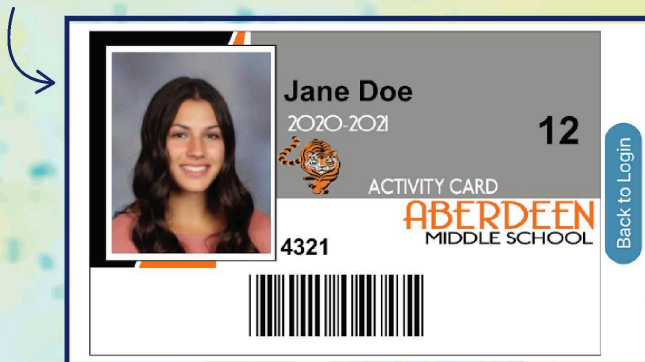 Jane Doe
2020-2021
12
ACTIVITY CARD
ABERDEEN
MIDDLE SCHOOL
4321
Back to Login